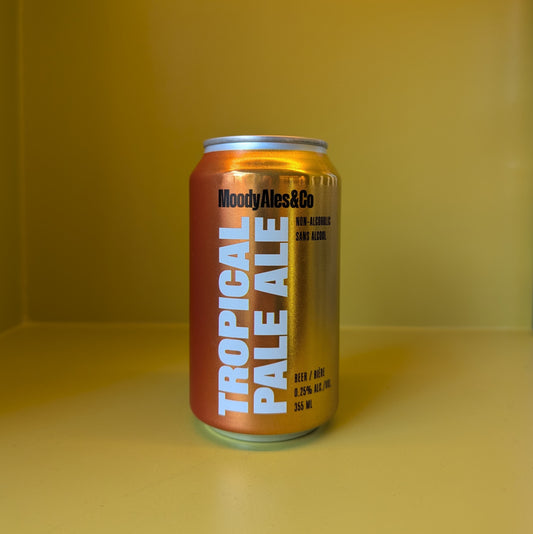 MoodyAles&Co
NON-ALCOHOLIC
SANS ALCOOL
TROPICAL
PALE ALE
BEER / BIÈRE
0.25% ALC./VOL.
355 ML